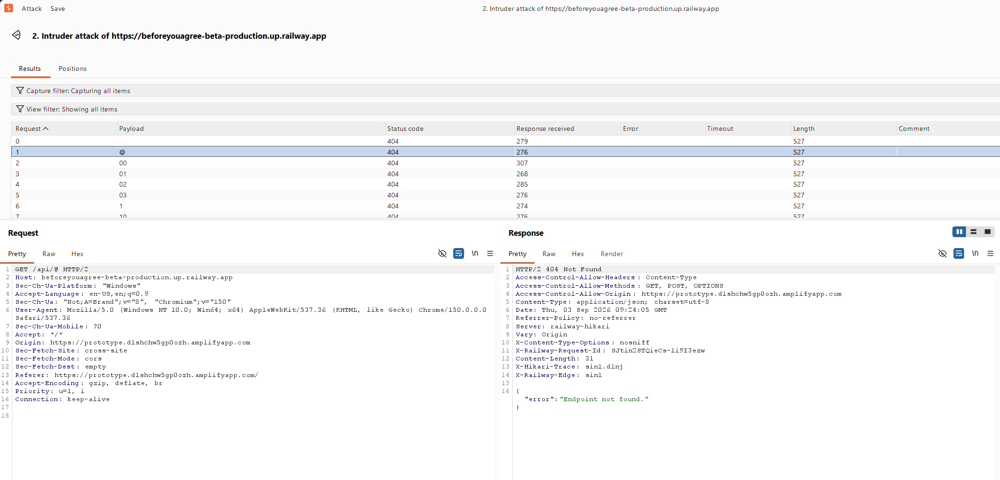 Attack Save 2. Intruder attack of https://beforeyouagree-beta-production.up.railway.app
2. Intruder attack of https://beforeyouagree-beta-production.up.railway.app
Results Positions
Capture filter: Capturing all items
View filter: Showing all items
Request Payload Status code Response received Error Timeout Length Comment
0 404 279 527
1 @ 404 276 527
2 00 404 307 527
3 01 404 268 527
4 02 404 285 527
5 03 404 276 527
6 1 404 274 527
7 10 404 276 527
Request
Pretty Raw Hex \n
1 GET /api/@ HTTP/2
2 Host: beforeyouagree-beta-production.up.railway.app
3 Sec-Ch-Ua-Platform: "Windows"
4 Accept-Language: en-US,en;q=0.9
5 Sec-Ch-Ua: "Not;A=Brand";v="8", "Chromium";v="150"
6 User-Agent: Mozilla/5.0 (Windows NT 10.0; Win64; x64) AppleWebKit/537.36 (KHTML, like Gecko) Chrome/150.0.0.0
Safari/537.36
7 Sec-Ch-Ua-Mobile: ?0
8 Accept: */*
9 Origin: https://prototype.d1shchw5gp0ozh.amplifyapp.com
10 Sec-Fetch-Site: cross-site
11 Sec-Fetch-Mode: cors
12 Sec-Fetch-Dest: empty
13 Referer: https://prototype.d1shchw5gp0ozh.amplifyapp.com/
14 Accept-Encoding: gzip, deflate, br
15 Priority: u=1, i
16 Connection: keep-alive
17
18
Response
Pretty Raw Hex Render \n
1 HTTP/2 404 Not Found
2 Access-Control-Allow-Headers: Content-Type
3 Access-Control-Allow-Methods: GET, POST, OPTIONS
4 Access-Control-Allow-Origin: https://prototype.d1shchw5gp0ozh.amplifyapp.com
5 Content-Type: application/json; charset=utf-8
6 Date: Thu, 03 Sep 2026 09:24:05 GMT
7 Referrer-Policy: no-referrer
8 Server: railway-hikari
9 Vary: Origin
10 X-Content-Type-Options: nosniff
11 X-Railway-Request-Id: SJtin2STQieCs-li9I3ezw
12 Content-Length: 31
13 X-Hikari-Trace: sin1.d1nj
14 X-Railway-Edge: sin1
15
16 {
"error":"Endpoint not found."
}